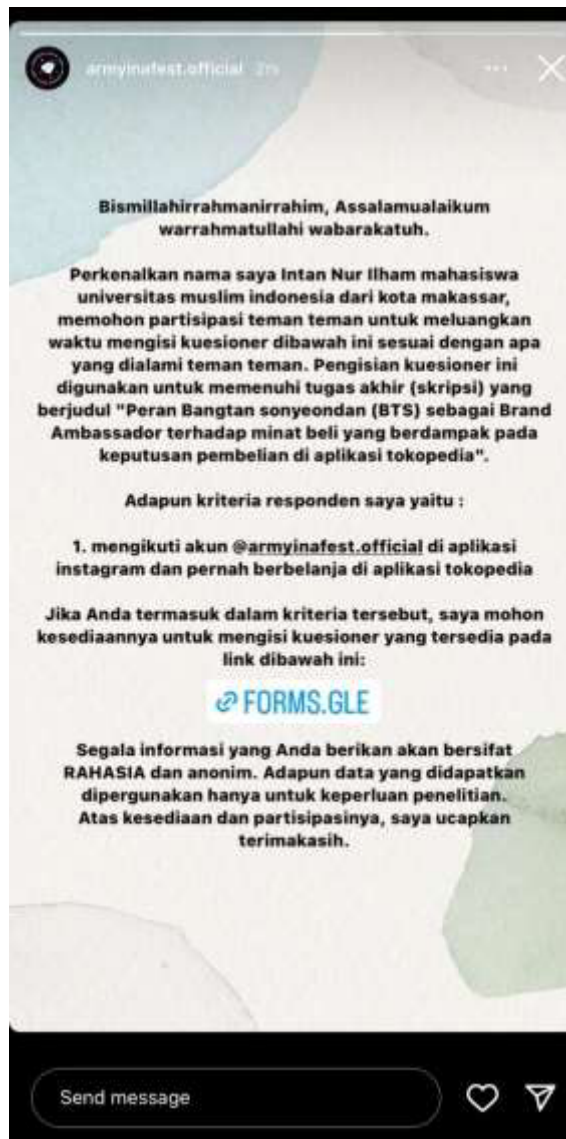 armyinafest.official
Bismillahirrahmanirrahim, Assalamualaikum
warrahmatullahi wabarakatuh.
Perkenalkan nama saya Intan Nur Ilham mahasiswa
universitas muslim indonesia dari kota makassar,
memohon partisipasi teman teman untuk meluangkan
waktu mengisi kuesioner dibawah ini sesuai dengan apa
yang dialami teman teman. Pengisian kuesioner ini
digunakan untuk memenuhi tugas akhir (skripsi) yang
berjudul "Peran Bangtan sonyeondan (BTS) sebagai Brand
Ambassador terhadap minat beli yang berdampak pada
keputusan pembelian di aplikasi tokopedia".
Adapun kriteria responden saya yaitu :
1. mengikuti akun @armyinafest.official di aplikasi
instagram dan pernah berbelanja di aplikasi tokopedia
Jika Anda termasuk dalam kriteria tersebut, saya mohon
kesediaannya untuk mengisi kuesioner yang tersedia pada
link dibawah ini:
FORMS.GLE
Segala informasi yang Anda berikan akan bersifat
RAHASIA dan anonim. Adapun data yang didapatkan
dipergunakan hanya untuk keperluan penelitian.
Atas kesediaan dan partisipasinya, saya ucapkan
terimakasih.
Send message